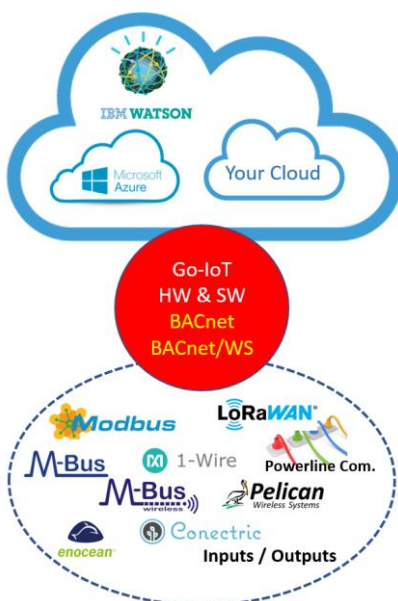 IBM WATSON
Microsoft
Azure
Your Cloud
Go-IoT
HW & SW
BACnet
BACnet/WS
Modbus
LoRaWAN®
M-Bus
1-Wire
Powerline Com.
M-Bus
wireless
Pelican
Wireless Systems
enocean®
Conectric
Inputs / Outputs